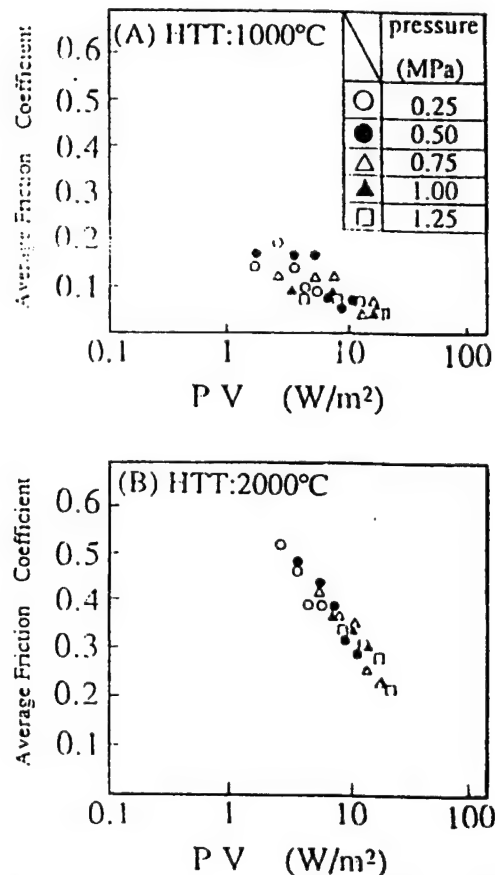 (A) HTT:1000°C
pressure
(MPa)
0.25
0.50
0.75
1.00
1.25
Average Friction Coefficient
0.6
0.5
0.4
0.3
0.2
0.1
0.1 1 10 100
P V (W/m²)
(B) HTT:2000°C
Average Friction Coefficient
0.6
0.5
0.4
0.3
0.2
0.1
0.1 1 10 100
P V (W/m²)